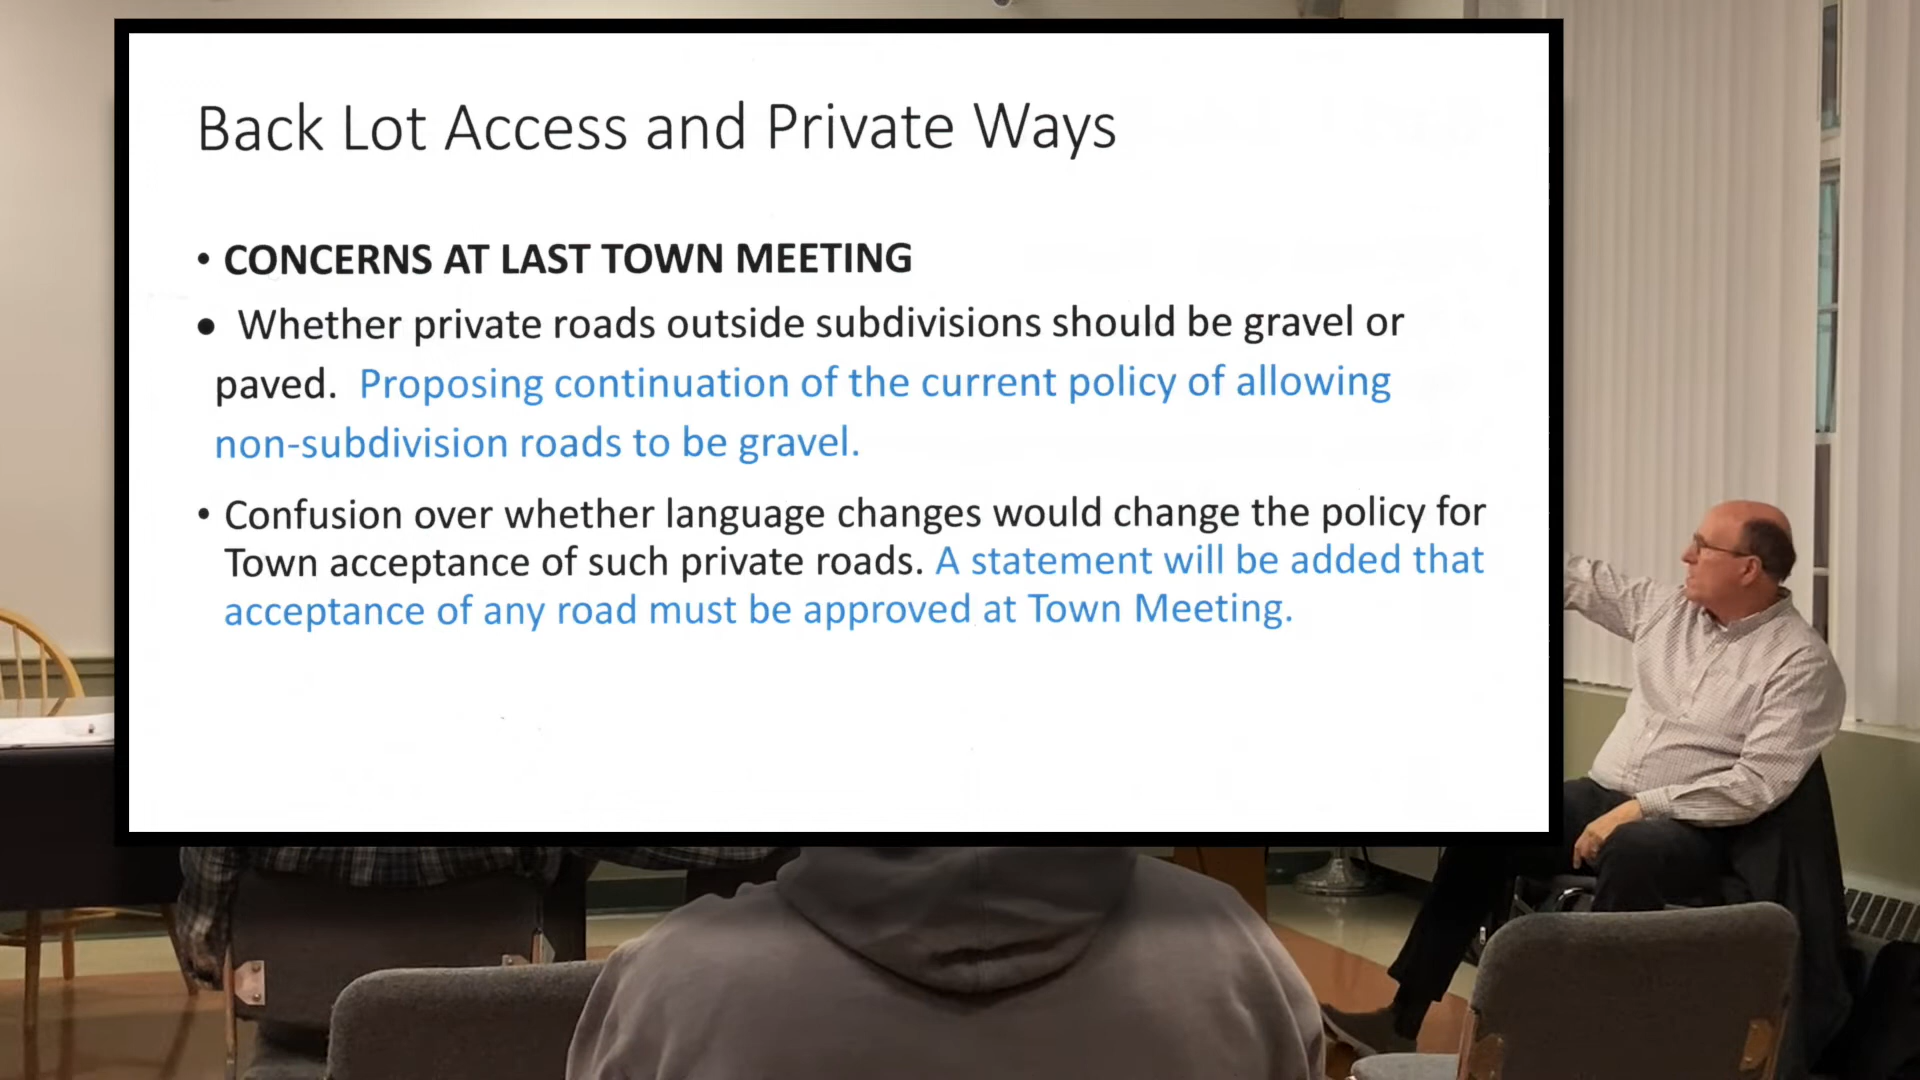 Back Lot Access and Private Ways
• CONCERNS AT LAST TOWN MEETING
• Whether private roads outside subdivisions should be gravel or
paved. Proposing continuation of the current policy of allowing
non-subdivision roads to be gravel.
• Confusion over whether language changes would change the policy for
Town acceptance of such private roads. A statement will be added that
acceptance of any road must be approved at Town Meeting.